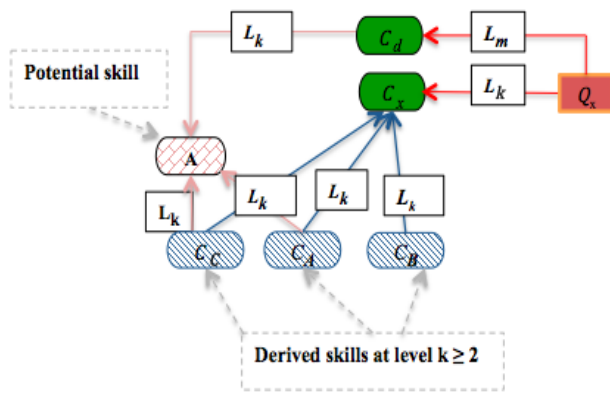 L_k C_d L_m
Potential skill
C_x L_k Q_x
A
L_k L_k L_k L_k
C_C C_A C_B
Derived skills at level k ≥ 2